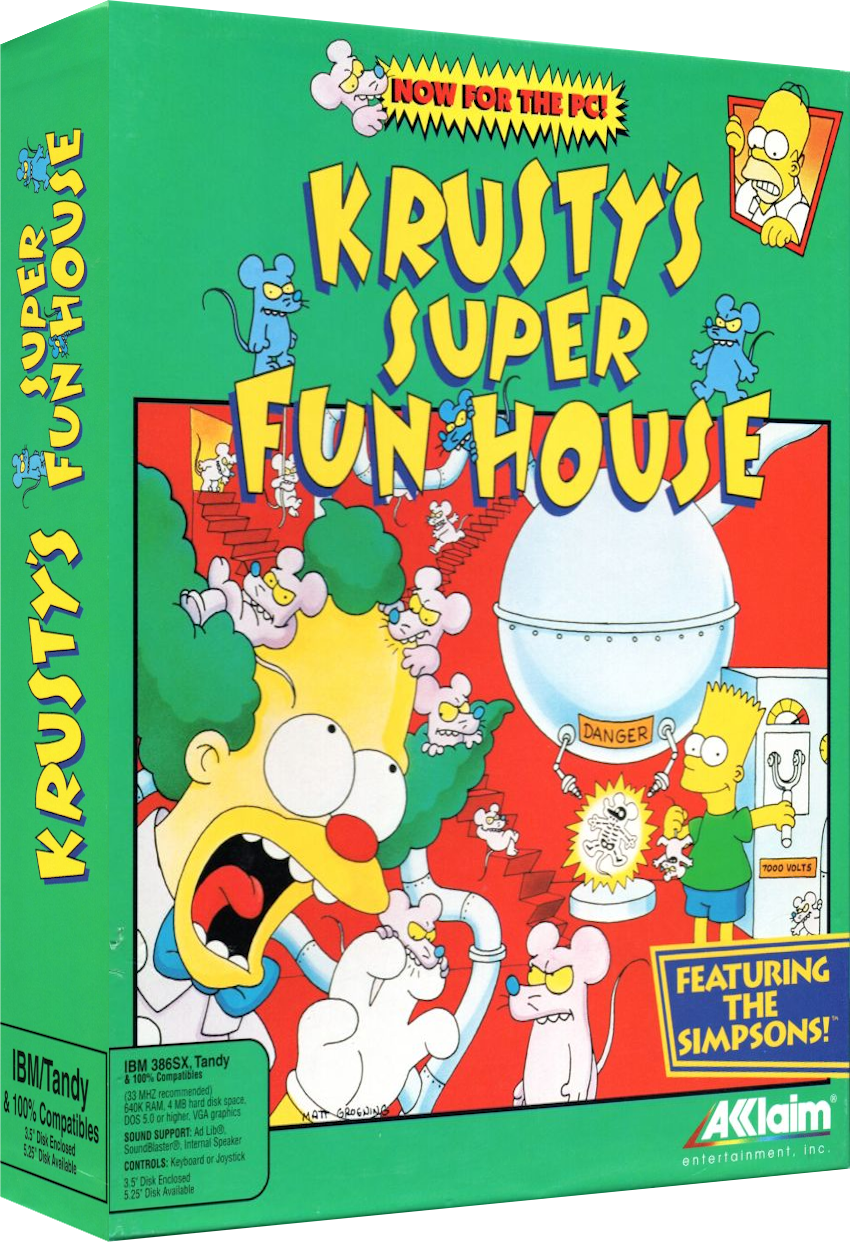 NOW FOR THE PC!
KRUSTY'S
SUPER
FUN HOUSE
KRUSTY'S SUPER FUN HOUSE
DANGER
7000 VOLTS
FEATURING
THE
SIMPSONS!™
MATT GROENING
IBM/Tandy
& 100% Compatibles
3.5" Disk Enclosed
5.25" Disk Available
IBM 386SX, Tandy
& 100% Compatibles
(33 MHZ recommended)
640K RAM, 4 MB hard disk space,
DOS 5.0 or higher, VGA graphics
SOUND SUPPORT: Ad Lib®,
SoundBlaster®, Internal Speaker
CONTROLS: Keyboard or Joystick
3.5" Disk Enclosed
5.25" Disk Available
AKklaim®
entertainment, inc.